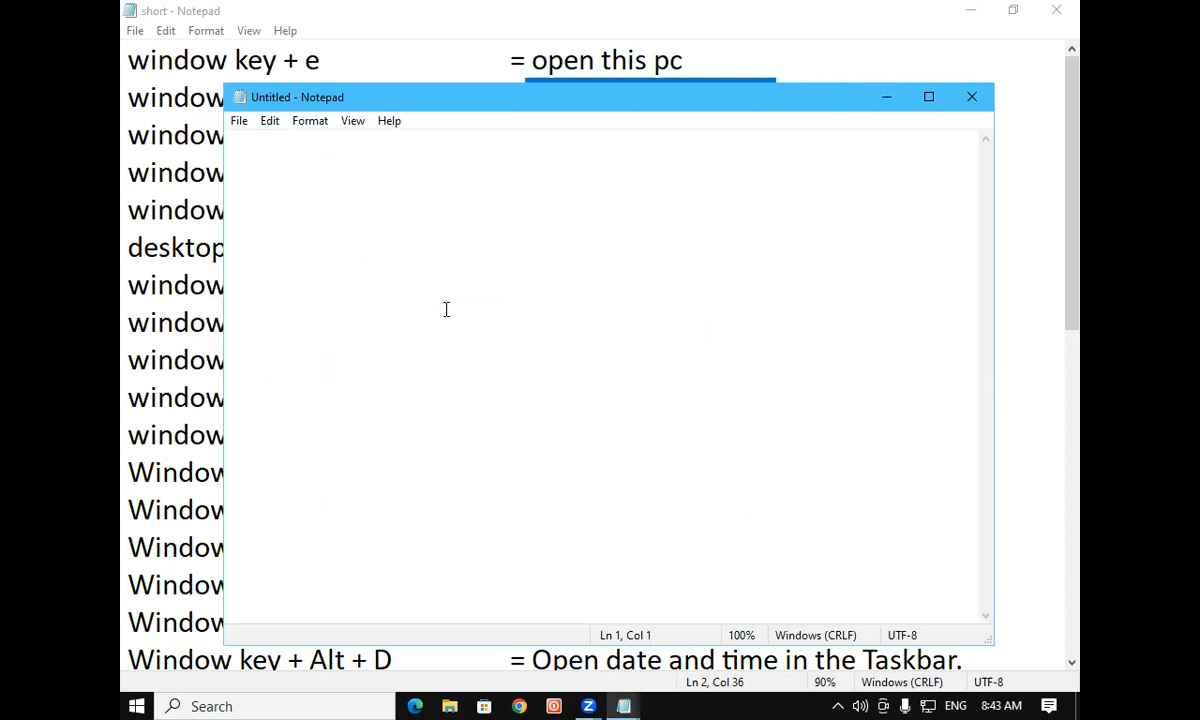 short - Notepad
File Edit Format View Help
window key + e = open this pc
Untitled - Notepad
File Edit Format View Help
window
window
window
window
desktop
window
window
window
window
window
Window
Window
Window
Window
Window
Ln 1, Col 1 100% Windows (CRLF) UTF-8
Window key + Alt + D = Open date and time in the Taskbar.
Ln 2, Col 36 90% Windows (CRLF) UTF-8
Search ENG 8:43 AM